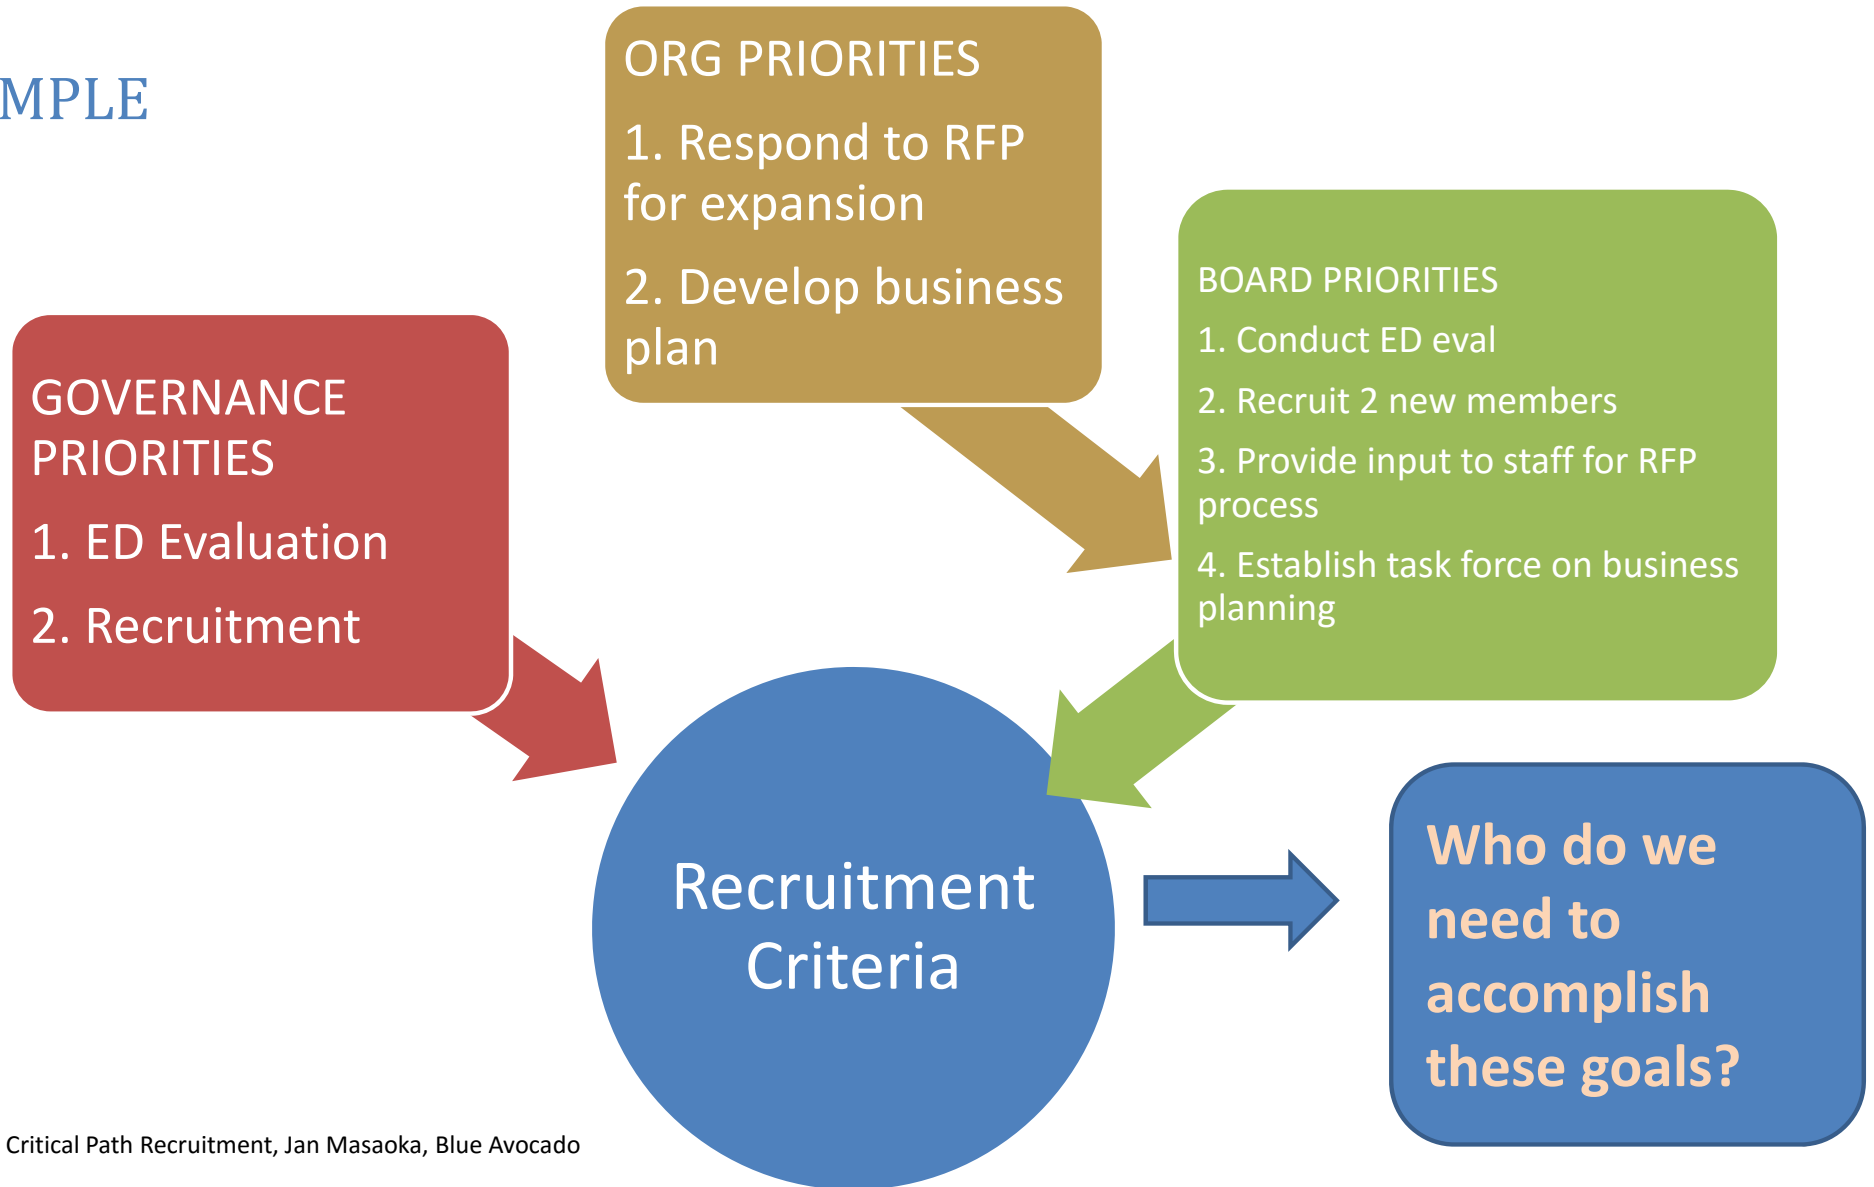 MPLE
ORG PRIORITIES
1. Respond to RFP
for expansion
2. Develop business
plan
BOARD PRIORITIES
1. Conduct ED eval
2. Recruit 2 new members
3. Provide input to staff for RFP
process
4. Establish task force on business
planning
GOVERNANCE
PRIORITIES
1. ED Evaluation
2. Recruitment
Recruitment
Criteria
Who do we
need to
accomplish
these goals?
Critical Path Recruitment, Jan Masaoka, Blue Avocado